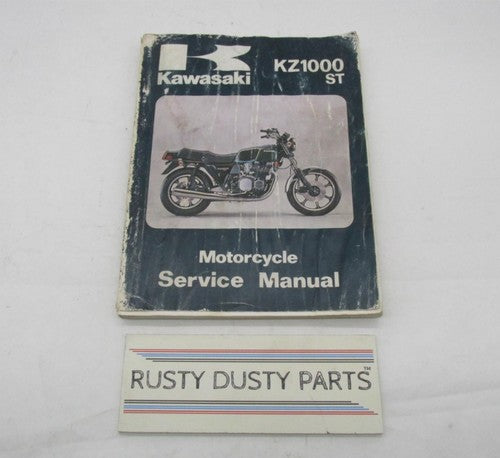 Kawasaki
KZ1000
ST
Motorcycle
Service Manual
RUSTY DUSTY PARTS™